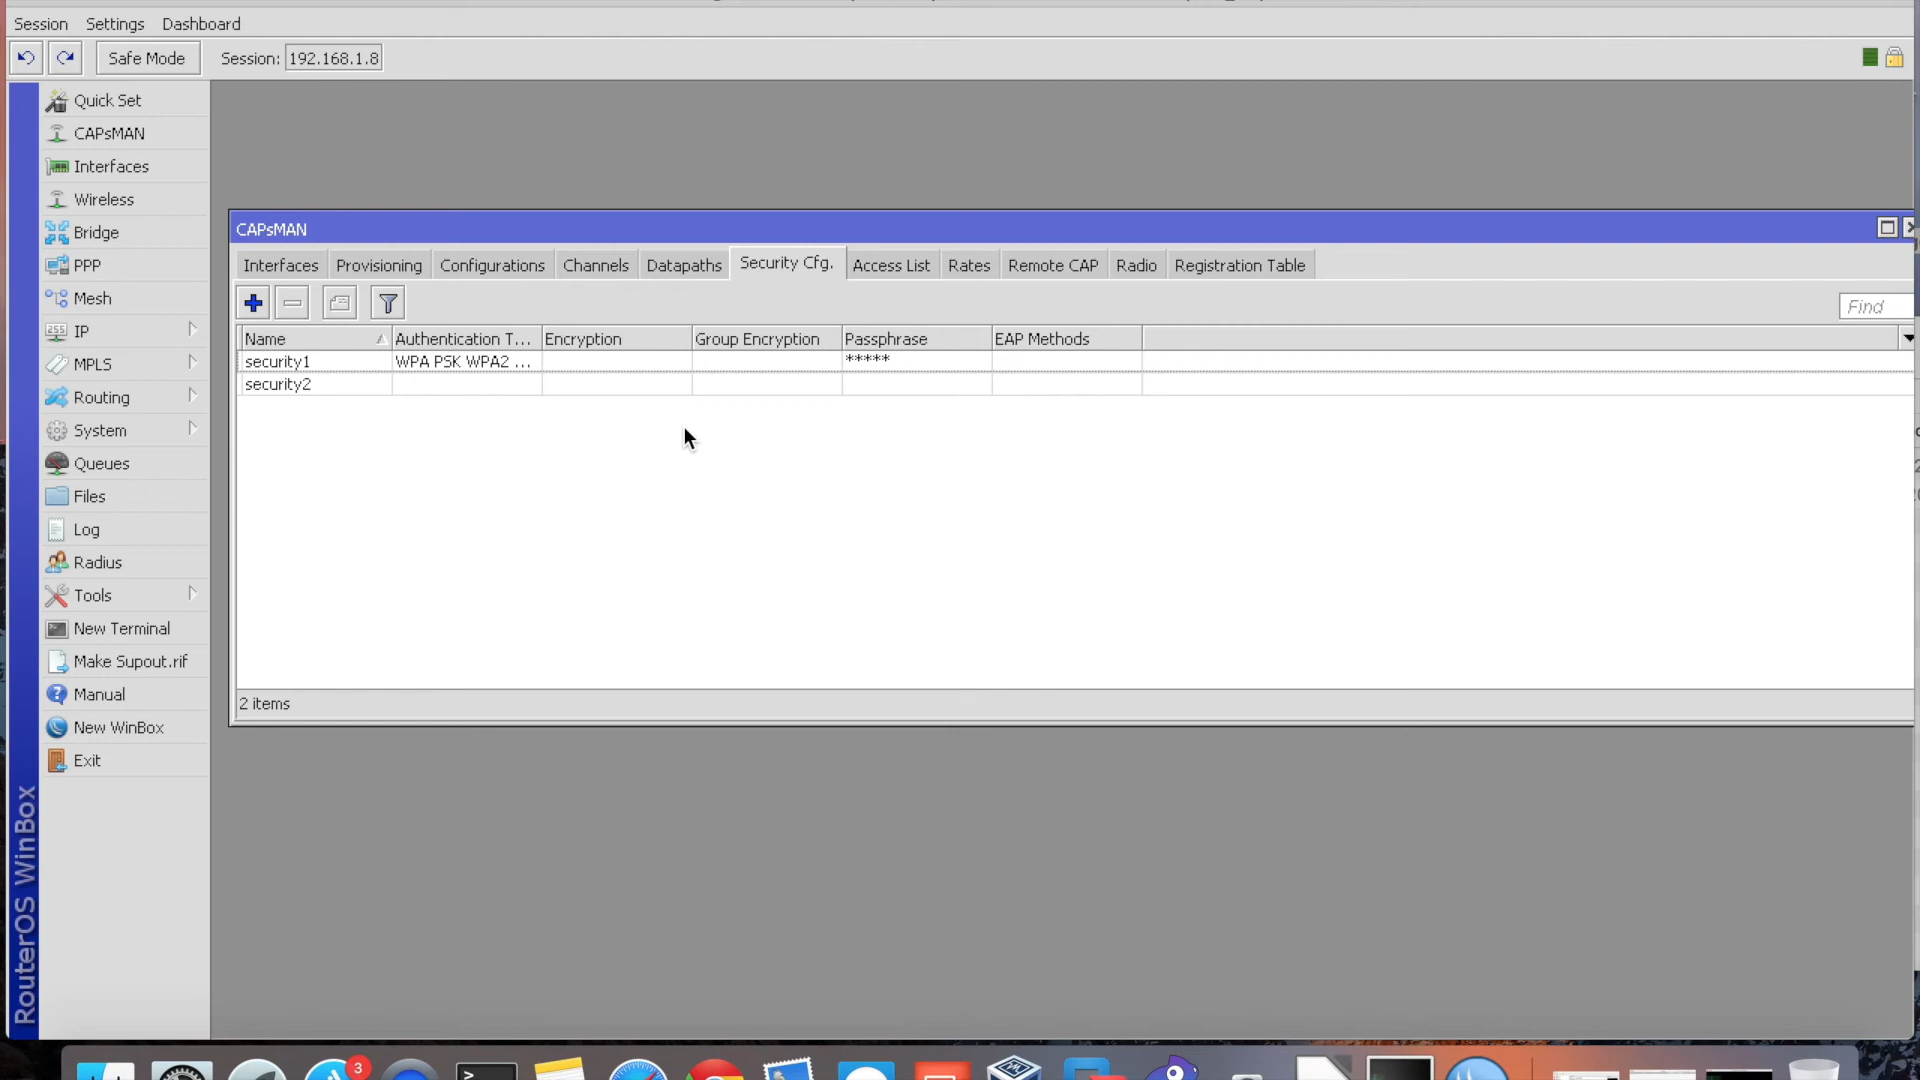 Session Settings Dashboard
Safe Mode Session: 192.168.1.8
Quick Set
CAPsMAN
Interfaces
Wireless
Bridge
PPP
Mesh
IP
MPLS
Routing
System
Queues
Files
Log
Radius
Tools
New Terminal
Make Supout.rif
Manual
New WinBox
Exit
RouterOS WinBox
CAPsMAN
Interfaces Provisioning Configurations Channels Datapaths Security Cfg. Access List Rates Remote CAP Radio Registration Table
Find
Name Authentication T... Encryption Group Encryption Passphrase EAP Methods
security1 WPA PSK WPA2 ... *****
security2
2 items
255
3